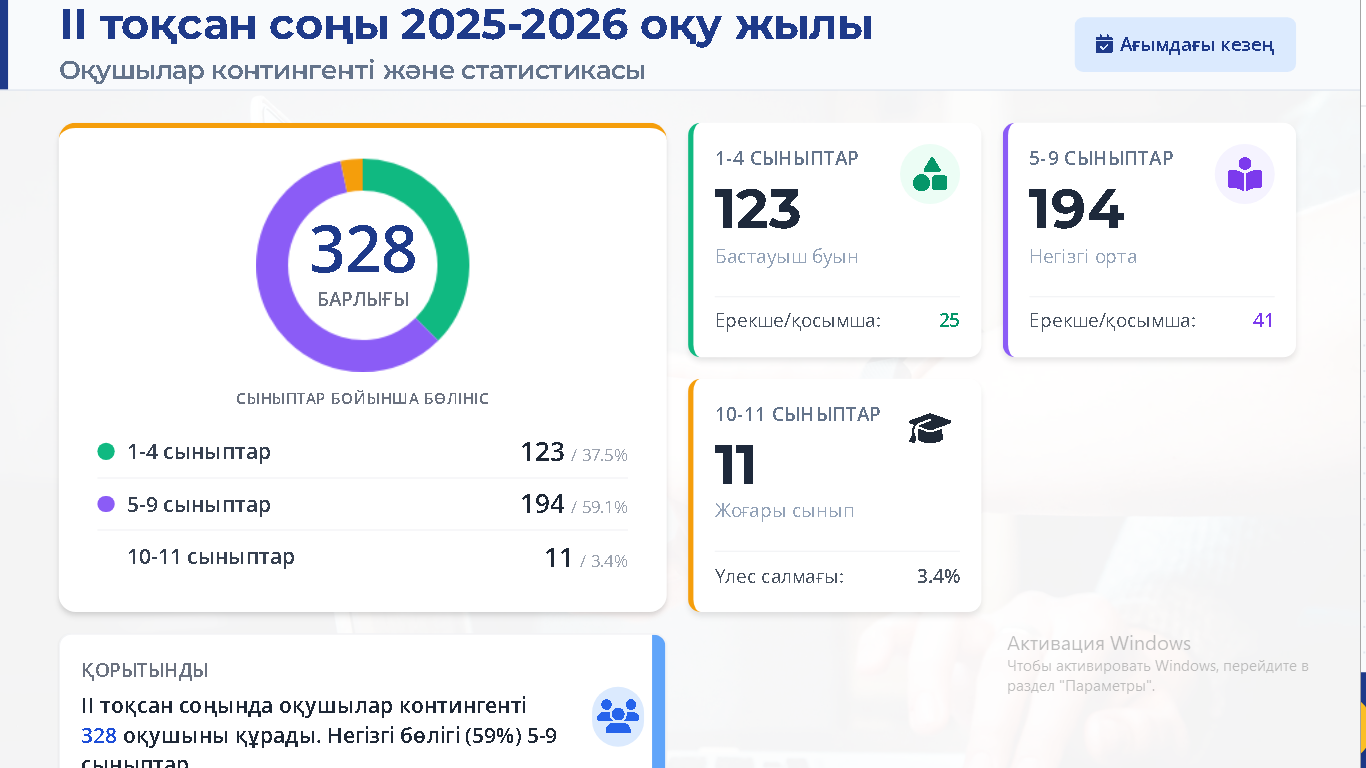 II тоқсан соңы 2025-2026 оқу жылы
Оқушылар контингенті және статистикасы
Ағымдағы кезең
328
БАРЛЫҒЫ
СЫНЫПТАР БОЙЫНША БӨЛІНІС
1-4 сыныптар 123 / 37.5%
5-9 сыныптар 194 / 59.1%
10-11 сыныптар 11 / 3.4%
1-4 СЫНЫПТАР
123
Бастауыш буын
Ерекше/қосымша: 25
5-9 СЫНЫПТАР
194
Негізгі орта
Ерекше/қосымша: 41
10-11 СЫНЫПТАР
11
Жоғары сынып
Үлес салмағы: 3.4%
ҚОРЫТЫНДЫ
II тоқсан соңында оқушылар контингенті
328 оқушыны құрады. Негізгі бөлігі (59%) 5-9
сыныптар
Активация Windows
Чтобы активировать Windows, перейдите в
раздел "Параметры".